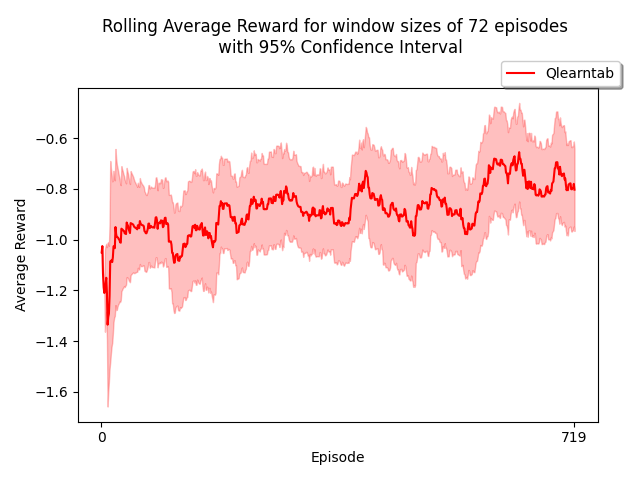 Rolling Average Reward for window sizes of 72 episodes
with 95% Confidence Interval
Qlearntab
−0.6
−0.8
−1.0
−1.2
−1.4
−1.6
Average Reward
0
719
Episode